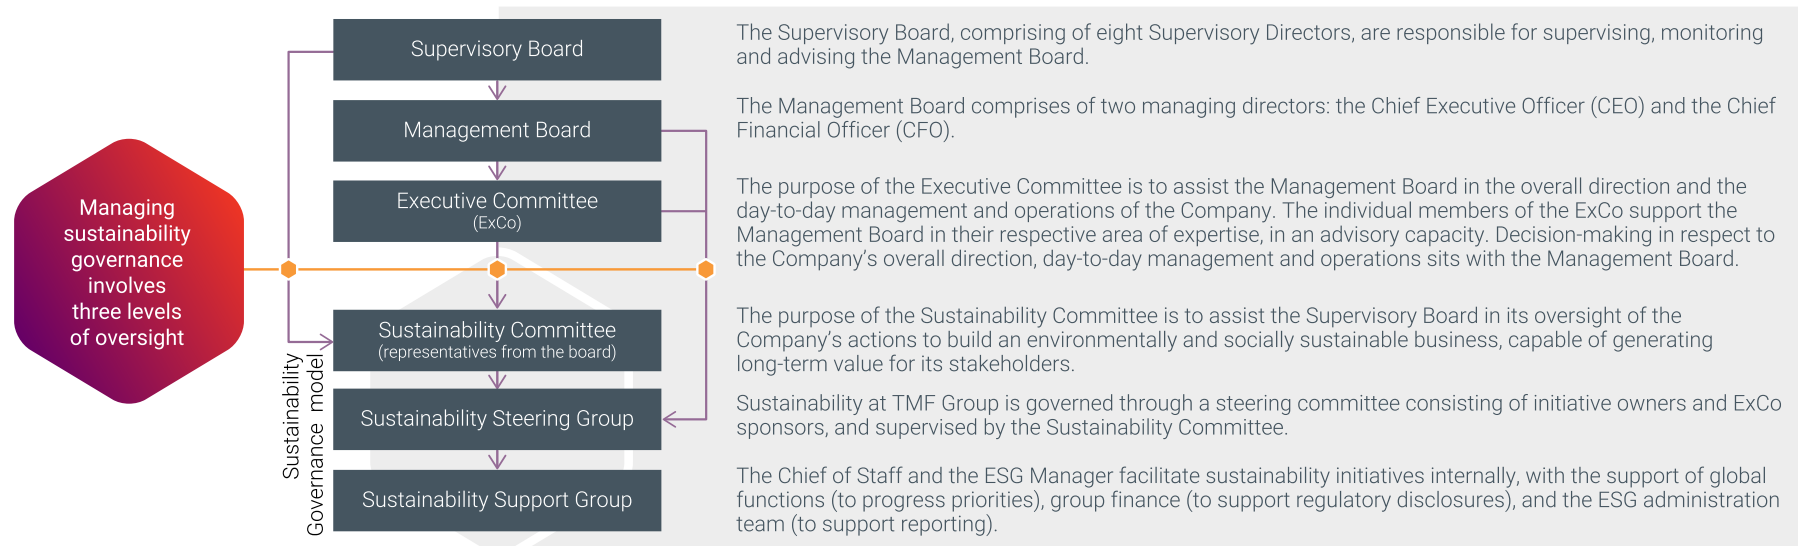 Managing
sustainability
governance
involves
three levels
of oversight
Supervisory Board
The Supervisory Board, comprising of eight Supervisory Directors, are responsible for supervising, monitoring
and advising the Management Board.
Management Board
The Management Board comprises of two managing directors: the Chief Executive Officer (CEO) and the Chief
Financial Officer (CFO).
Executive Committee
(ExCo)
The purpose of the Executive Committee is to assist the Management Board in the overall direction and the
day-to-day management and operations of the Company. The individual members of the ExCo support the
Management Board in their respective area of expertise, in an advisory capacity. Decision-making in respect to
the Company’s overall direction, day-to-day management and operations sits with the Management Board.
Sustainability
Governance model
Sustainability Committee
(representatives from the board)
The purpose of the Sustainability Committee is to assist the Supervisory Board in its oversight of the
Company’s actions to build an environmentally and socially sustainable business, capable of generating
long-term value for its stakeholders.
Sustainability Steering Group
Sustainability at TMF Group is governed through a steering committee consisting of initiative owners and ExCo
sponsors, and supervised by the Sustainability Committee.
Sustainability Support Group
The Chief of Staff and the ESG Manager facilitate sustainability initiatives internally, with the support of global
functions (to progress priorities), group finance (to support regulatory disclosures), and the ESG administration
team (to support reporting).